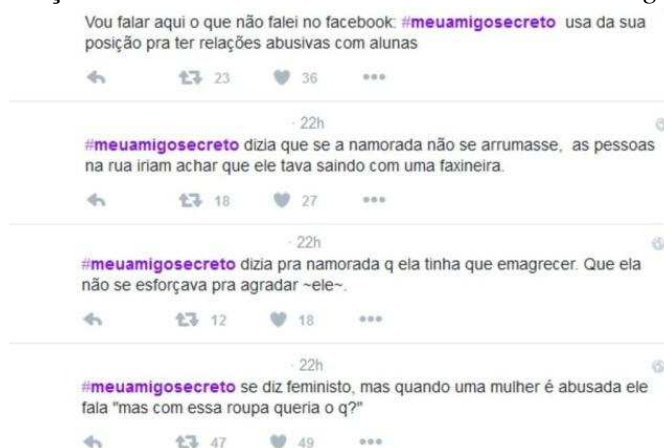 Vou falar aqui o que não falei no facebook: #meuamigosecreto usa da sua
posição pra ter relações abusivas com alunas
23 36
· 22h
#meuamigosecreto dizia que se a namorada não se arrumasse, as pessoas
na rua iriam achar que ele tava saindo com uma faxineira.
18 27
· 22h
#meuamigosecreto dizia pra namorada q ela tinha que emagrecer. Que ela
não se esforçava pra agradar ~ele~.
12 18
· 22h
#meuamigosecreto se diz feministo, mas quando uma mulher é abusada ele
fala "mas com essa roupa queria o q?"
47 49